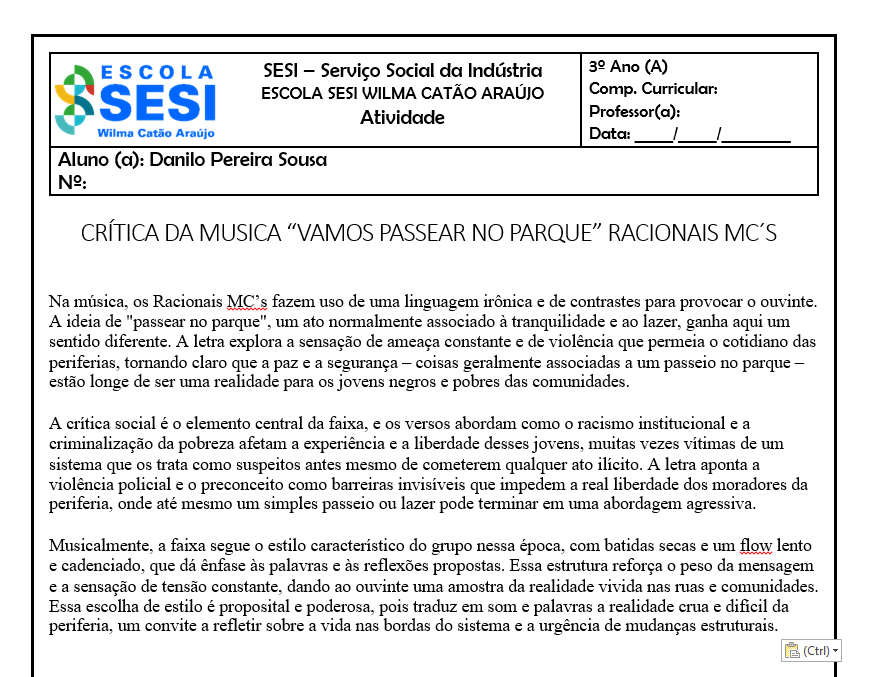 ESCOLA
SESI
Wilma Catão Araújo
SESI – Serviço Social da Indústria
ESCOLA SESI WILMA CATÃO ARAÚJO
Atividade
3º Ano (A)
Comp. Curricular:
Professor(a):
Data: _____/_____/_________
Aluno (a): Danilo Pereira Sousa
Nº:
CRÍTICA DA MUSICA “VAMOS PASSEAR NO PARQUE” RACIONAIS MC´S
Na música, os Racionais MC’s fazem uso de uma linguagem irônica e de contrastes para provocar o ouvinte.
A ideia de "passear no parque", um ato normalmente associado à tranquilidade e ao lazer, ganha aqui um
sentido diferente. A letra explora a sensação de ameaça constante e de violência que permeia o cotidiano das
periferias, tornando claro que a paz e a segurança – coisas geralmente associadas a um passeio no parque –
estão longe de ser uma realidade para os jovens negros e pobres das comunidades.
A crítica social é o elemento central da faixa, e os versos abordam como o racismo institucional e a
criminalização da pobreza afetam a experiência e a liberdade desses jovens, muitas vezes vítimas de um
sistema que os trata como suspeitos antes mesmo de cometerem qualquer ato ilícito. A letra aponta a
violência policial e o preconceito como barreiras invisíveis que impedem a real liberdade dos moradores da
periferia, onde até mesmo um simples passeio ou lazer pode terminar em uma abordagem agressiva.
Musicalmente, a faixa segue o estilo característico do grupo nessa época, com batidas secas e um flow lento
e cadenciado, que dá ênfase às palavras e às reflexões propostas. Essa estrutura reforça o peso da mensagem
e a sensação de tensão constante, dando ao ouvinte uma amostra da realidade vivida nas ruas e comunidades.
Essa escolha de estilo é proposital e poderosa, pois traduz em som e palavras a realidade crua e difícil da
periferia, um convite a refletir sobre a vida nas bordas do sistema e a urgência de mudanças estruturais.
(Ctrl)